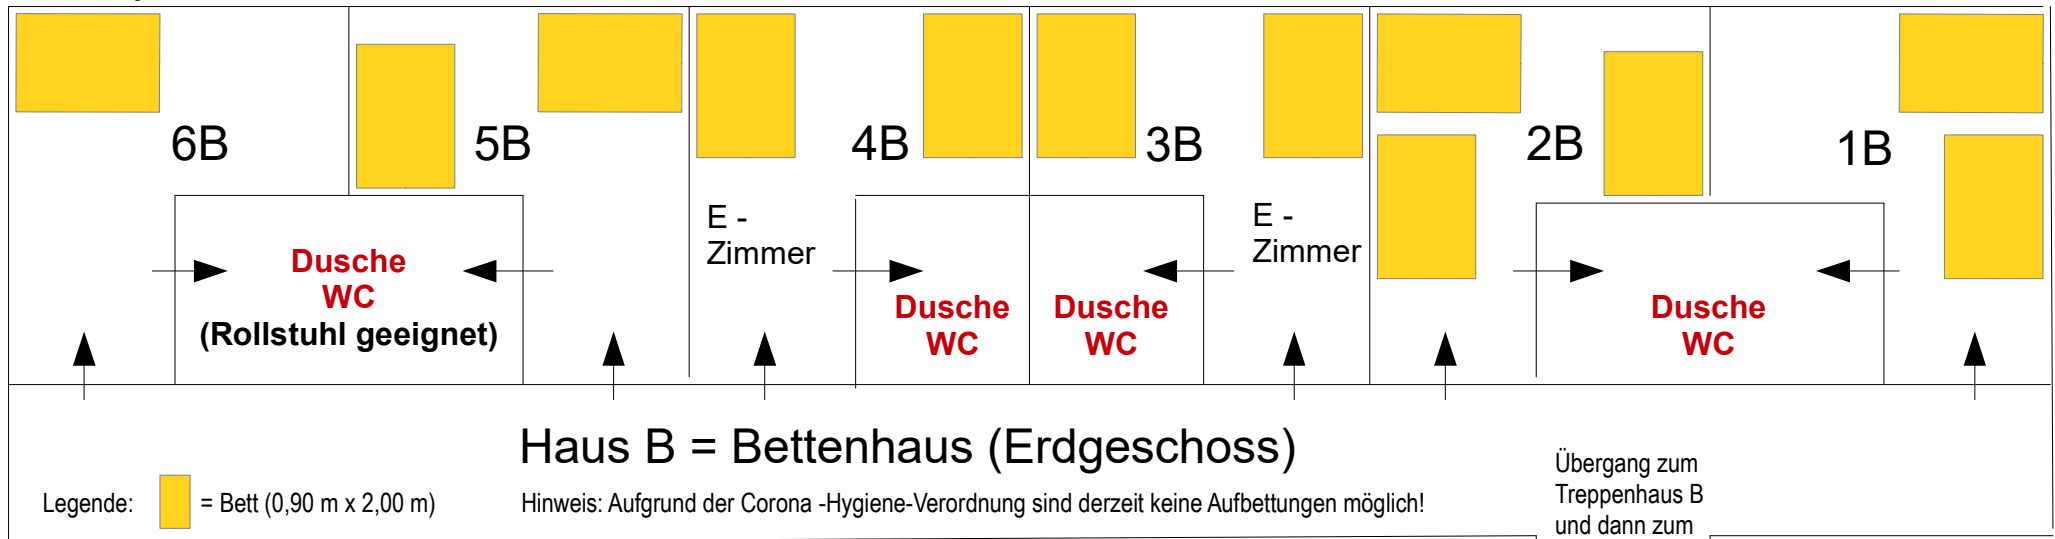 6B
5B
4B
3B
2B
1B
E -
Zimmer
E -
Zimmer
Dusche
WC
(Rollstuhl geeignet)
Dusche
WC
Dusche
WC
Dusche
WC
Haus B = Bettenhaus (Erdgeschoss)
Legende: = Bett (0,90 m x 2,00 m)
Hinweis: Aufgrund der Corona -Hygiene-Verordnung sind derzeit keine Aufbettungen möglich!
Übergang zum
Treppenhaus B
und dann zum